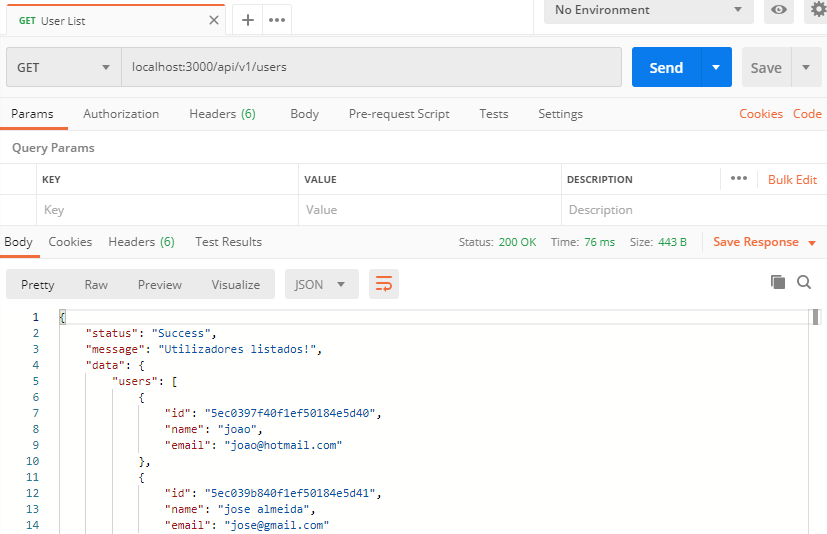 GET User List
No Environment
GET localhost:3000/api/v1/users Send Save
Params Authorization Headers (6) Body Pre-request Script Tests Settings Cookies Code
Query Params
KEY VALUE DESCRIPTION Bulk Edit
Key Value Description
Body Cookies Headers (6) Test Results Status: 200 OK Time: 76 ms Size: 443 B Save Response
Pretty Raw Preview Visualize JSON
1 {
2 "status": "Success",
3 "message": "Utilizadores listados!",
4 "data": {
5 "users": [
6 {
7 "id": "5ec0397f40f1ef50184e5d40",
8 "name": "joao",
9 "email": "joao@hotmail.com"
10 },
11 {
12 "id": "5ec039b840f1ef50184e5d41",
13 "name": "jose almeida",
14 "email": "jose@gmail.com"